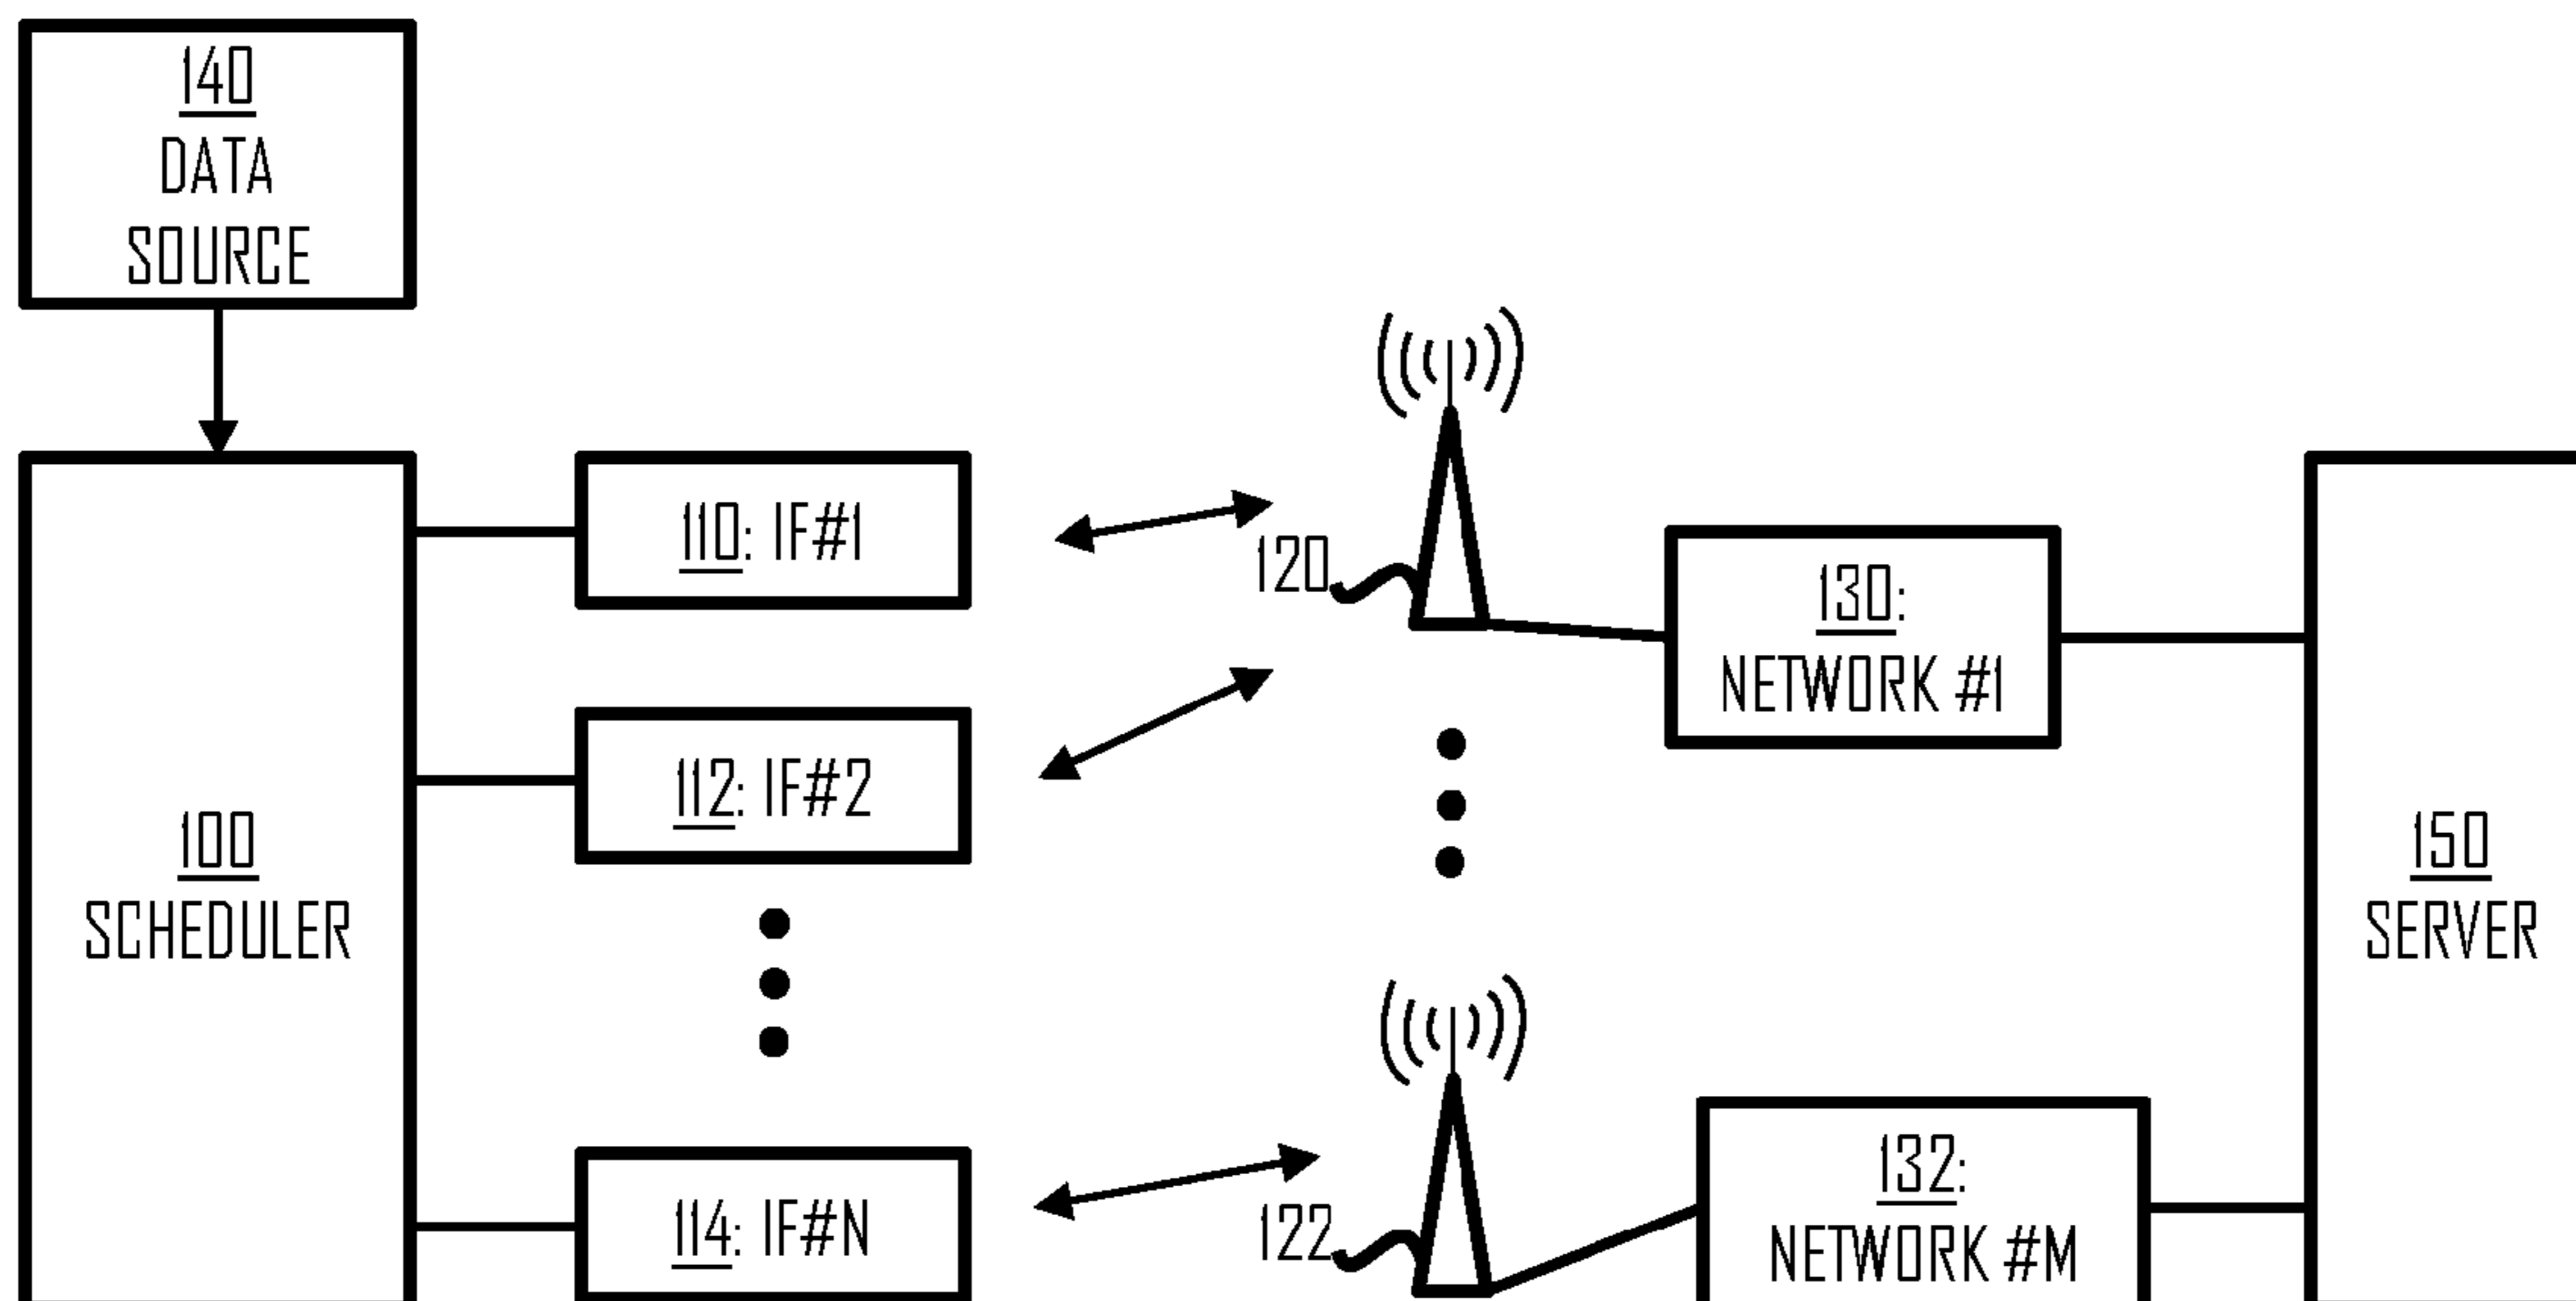 140
DATA
SOURCE
100
SCHEDULER
110: IF#1
112: IF#2
114: IF#N
120
122
130:
NETWORK #1
132:
NETWORK #M
150
SERVER